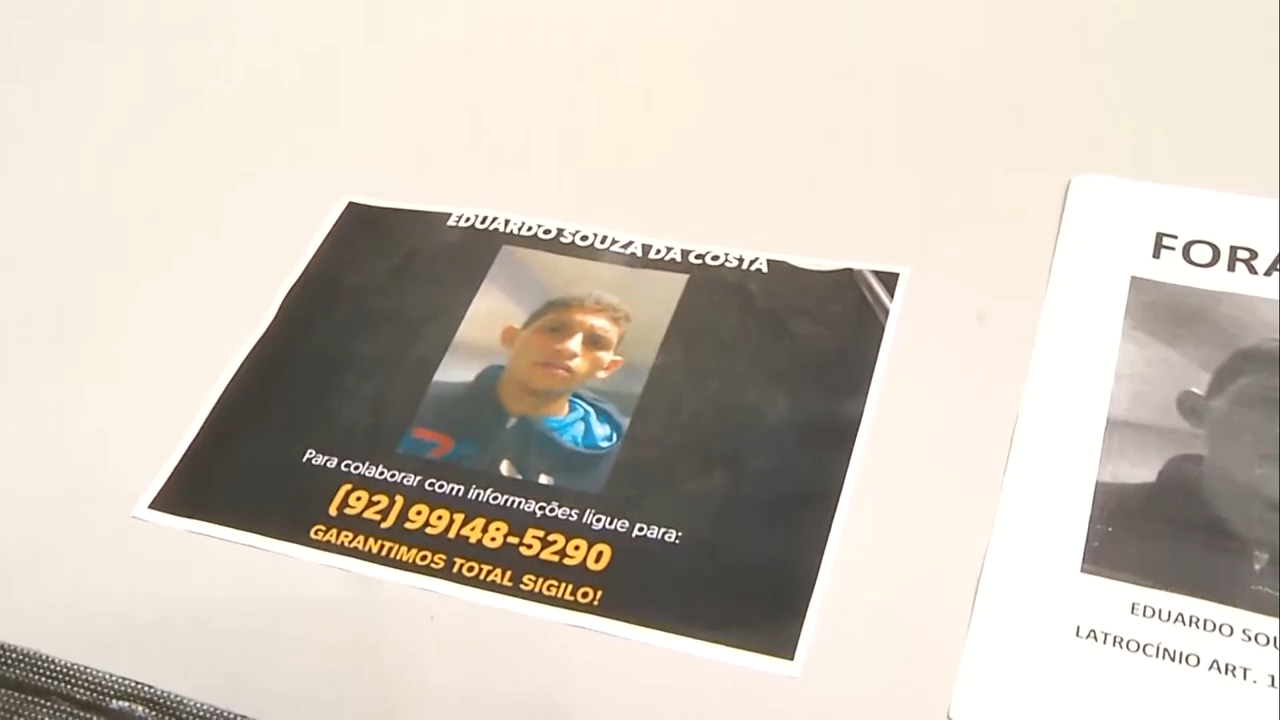 EDUARDO SOUZA DA COSTA
Para colaborar com informações ligue para:
(92) 99148-5290
GARANTIMOS TOTAL SIGILO!
FORA
EDUARDO SOU
LATROCÍNIO ART. 1